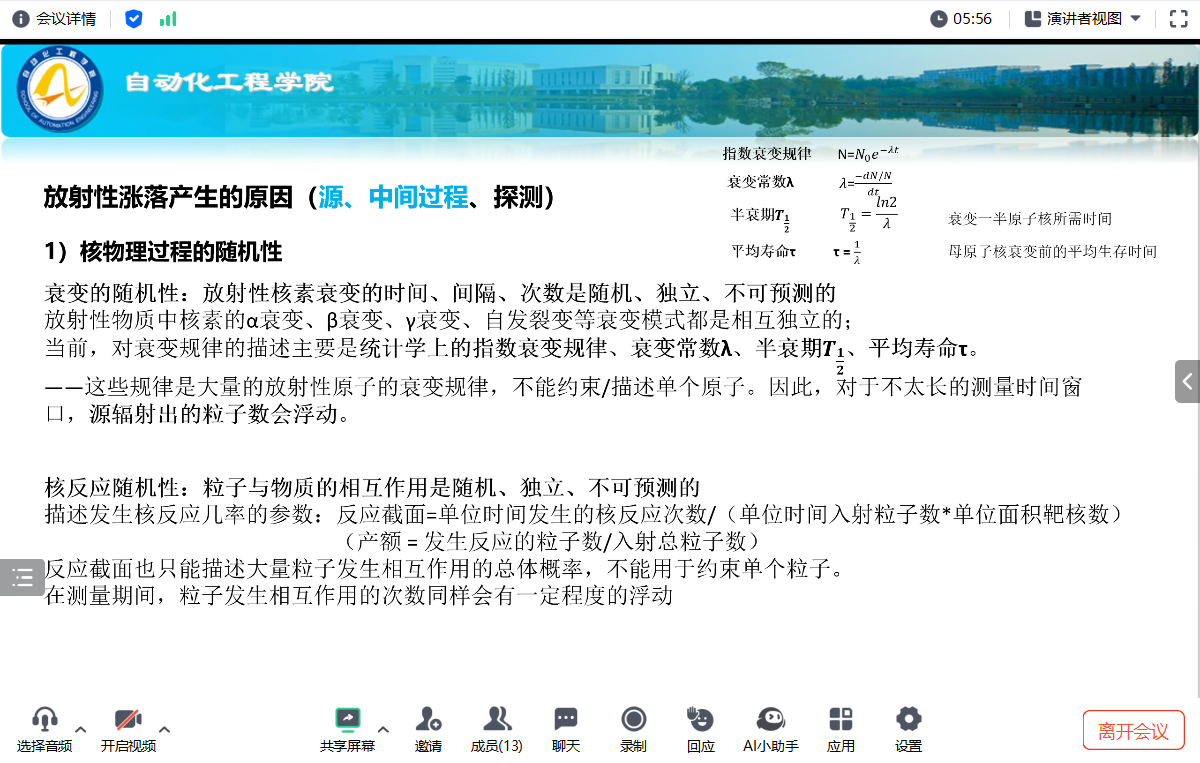 会议详情
05:56
演讲者视图
自动化工程学院
SCHOOL OF AUTOMATION ENGINEERING
指数衰变规律 N=N₀e^{-λt}
衰变常数λ λ=\frac{-dN/N}{dt}
半衰期T_{\frac{1}{2}} T_{\frac{1}{2}}=\frac{ln2}{λ} 衰变一半原子核所需时间
平均寿命τ τ=\frac{1}{λ} 母原子核衰变前的平均生存时间
放射性涨落产生的原因（源、中间过程、探测）
1）核物理过程的随机性
衰变的随机性：放射性核素衰变的时间、间隔、次数是随机、独立、不可预测的
放射性物质中核素的α衰变、β衰变、γ衰变、自发裂变等衰变模式都是相互独立的；
当前，对衰变规律的描述主要是统计学上的指数衰变规律、衰变常数λ、半衰期T_{\frac{1}{2}}、平均寿命τ。
——这些规律是大量的放射性原子的衰变规律，不能约束/描述单个原子。因此，对于不太长的测量时间窗
口，源辐射出的粒子数会浮动。
核反应随机性：粒子与物质的相互作用是随机、独立、不可预测的
描述发生核反应几率的参数：反应截面=单位时间发生的核反应次数/（单位时间入射粒子数*单位面积靶核数）
（产额 = 发生反应的粒子数/入射总粒子数）
反应截面也只能描述大量粒子发生相互作用的总体概率，不能用于约束单个粒子。
在测量期间，粒子发生相互作用的次数同样会有一定程度的浮动
选择音频
开启视频
共享屏幕
邀请
成员(13)
聊天
录制
回应
AI小助手
应用
设置
离开会议